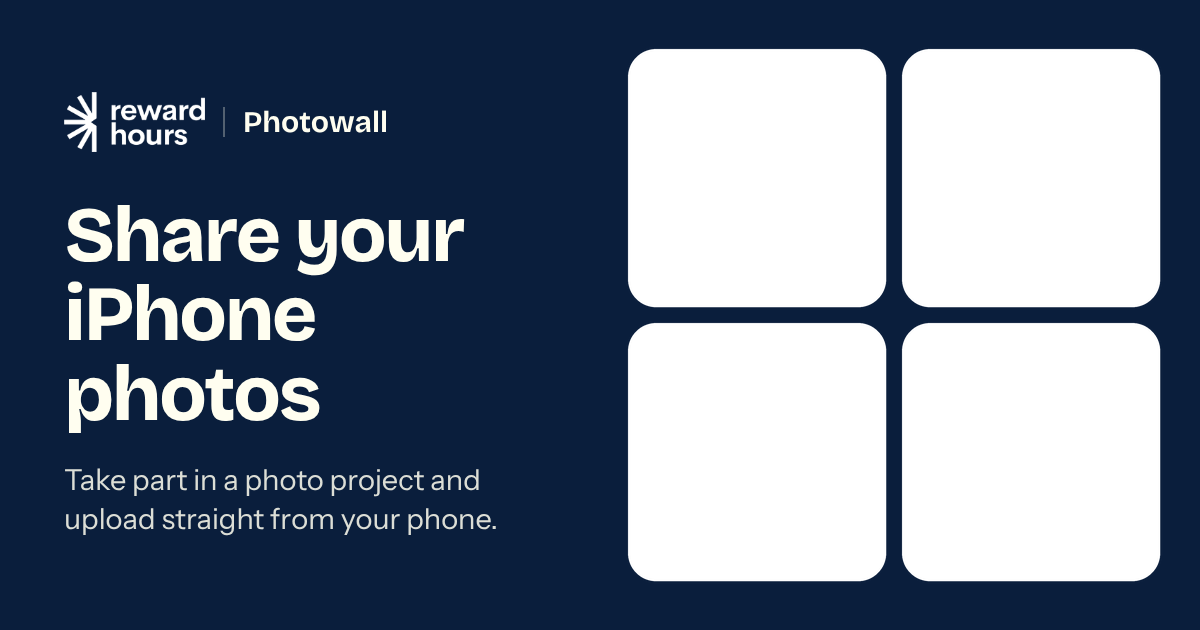 reward
hours
Photowall
Share your
iPhone
photos
Take part in a photo project and
upload straight from your phone.